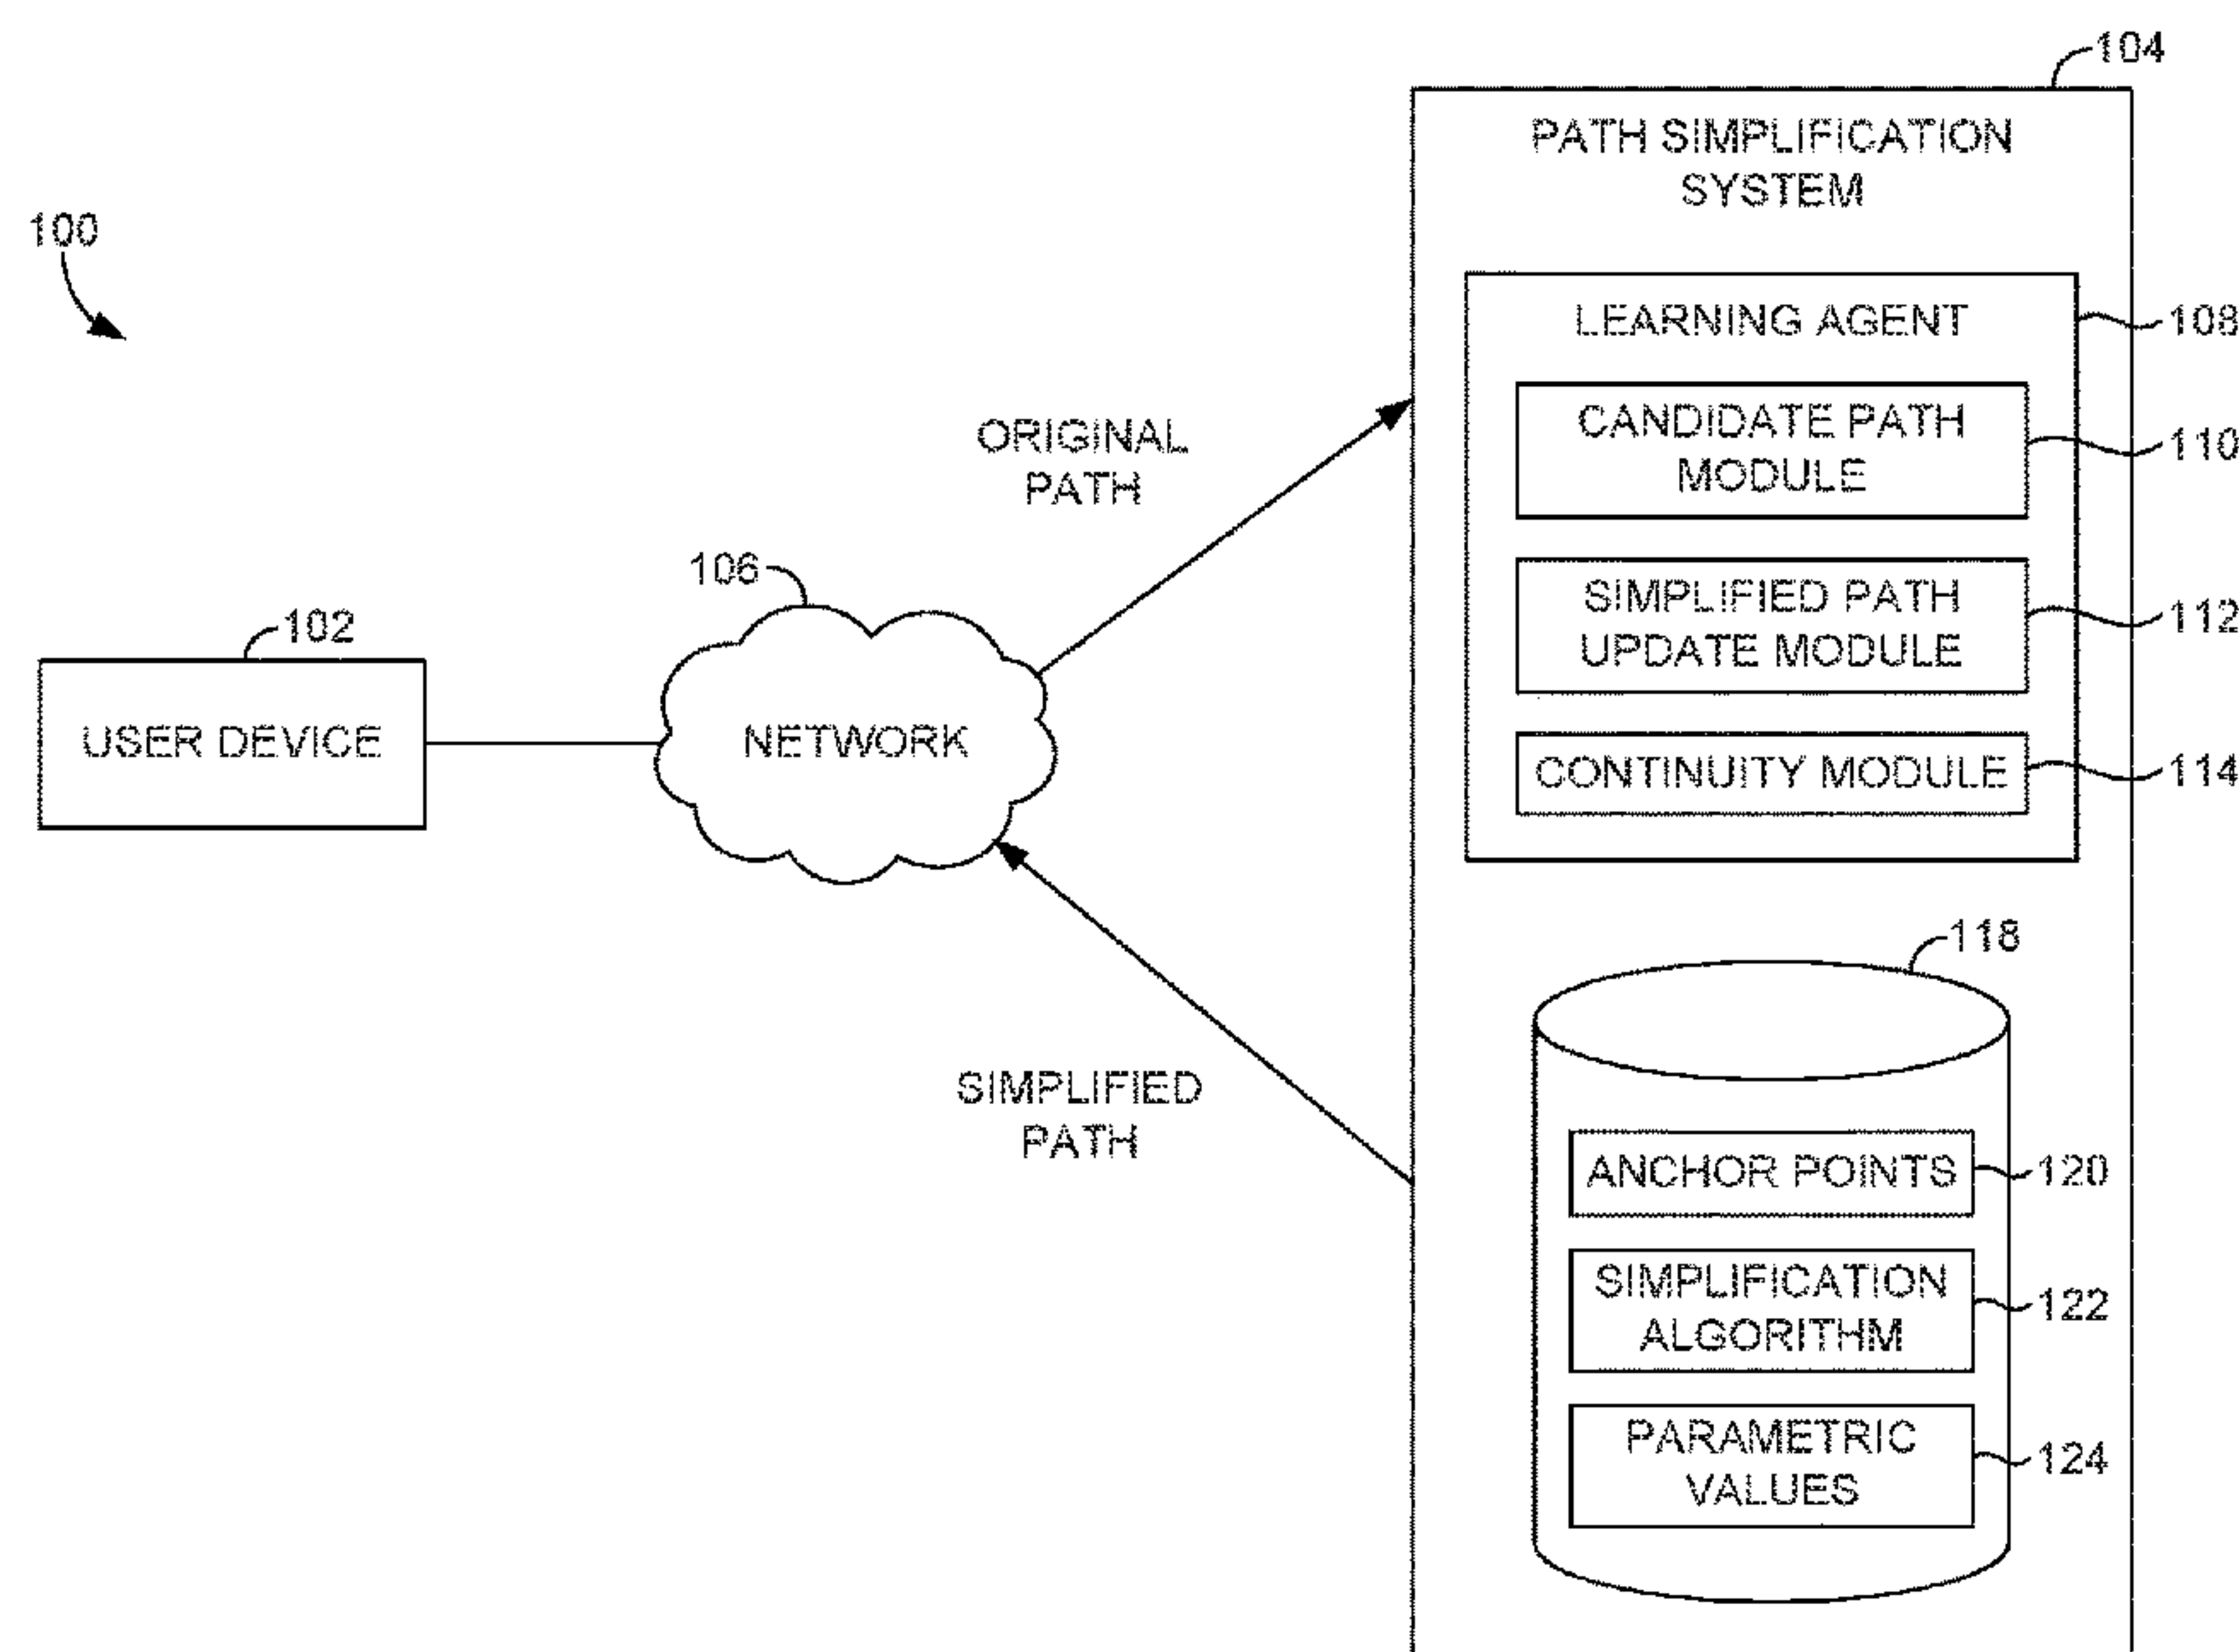 104
PATH SIMPLIFICATION
SYSTEM
100
LEARNING AGENT
108
CANDIDATE PATH
MODULE
110
ORIGINAL
PATH
SIMPLIFIED PATH
UPDATE MODULE
112
106
102
USER DEVICE
NETWORK
CONTINUITY MODULE
114
118
SIMPLIFIED
PATH
ANCHOR POINTS
120
SIMPLIFICATION
ALGORITHM
122
PARAMETRIC
VALUES
124